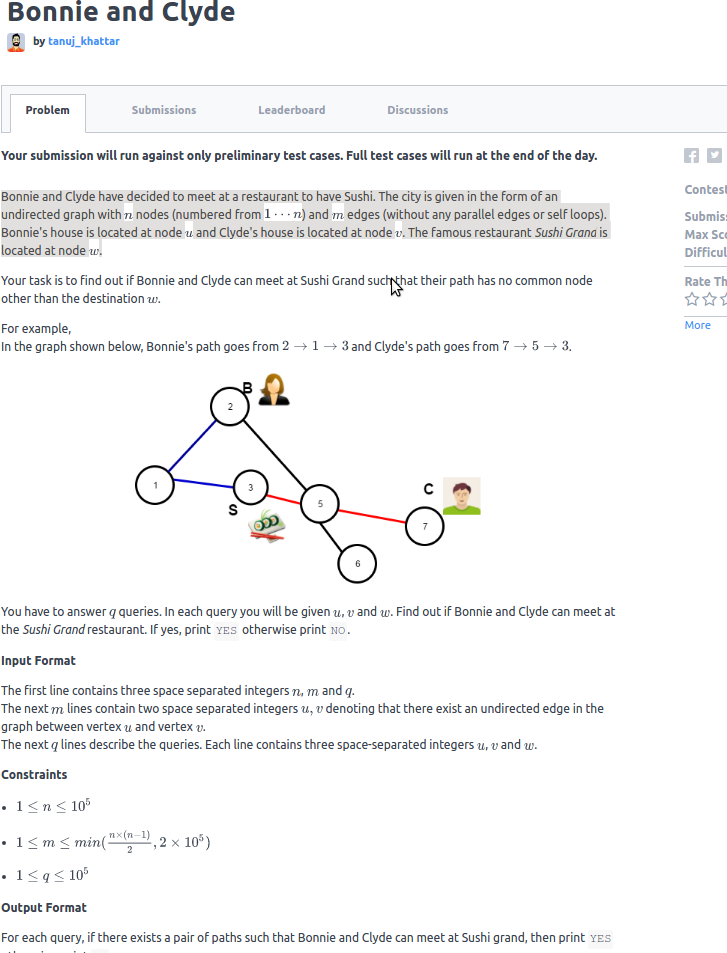 Bonnie and Clyde
by tanuj_khattar
Problem Submissions Leaderboard Discussions
Your submission will run against only preliminary test cases. Full test cases will run at the end of the day.
Bonnie and Clyde have decided to meet at a restaurant to have Sushi. The city is given in the form of an
undirected graph with n nodes (numbered from 1 ⋯ n) and m edges (without any parallel edges or self loops).
Bonnie's house is located at node u and Clyde's house is located at node v. The famous restaurant Sushi Grand is
located at node w.
Your task is to find out if Bonnie and Clyde can meet at Sushi Grand such that their path has no common node
other than the destination w.
For example,
In the graph shown below, Bonnie's path goes from 2 → 1 → 3 and Clyde's path goes from 7 → 5 → 3.
B
2
1
3
S
5
C
7
6
You have to answer q queries. In each query you will be given u, v and w. Find out if Bonnie and Clyde can meet at
the Sushi Grand restaurant. If yes, print YES otherwise print NO.
Input Format
The first line contains three space separated integers n, m and q.
The next m lines contain two space separated integers u, v denoting that there exist an undirected edge in the
graph between vertex u and vertex v.
The next q lines describe the queries. Each line contains three space-separated integers u, v and w.
Constraints
• 1 ≤ n ≤ 10^5
• 1 ≤ m ≤ min(n×(n−1)/2, 2 × 10^5)
• 1 ≤ q ≤ 10^5
Output Format
For each query, if there exists a pair of paths such that Bonnie and Clyde can meet at Sushi grand, then print YES
Contest
Submis
Max Sco
Difficul
Rate Th
More